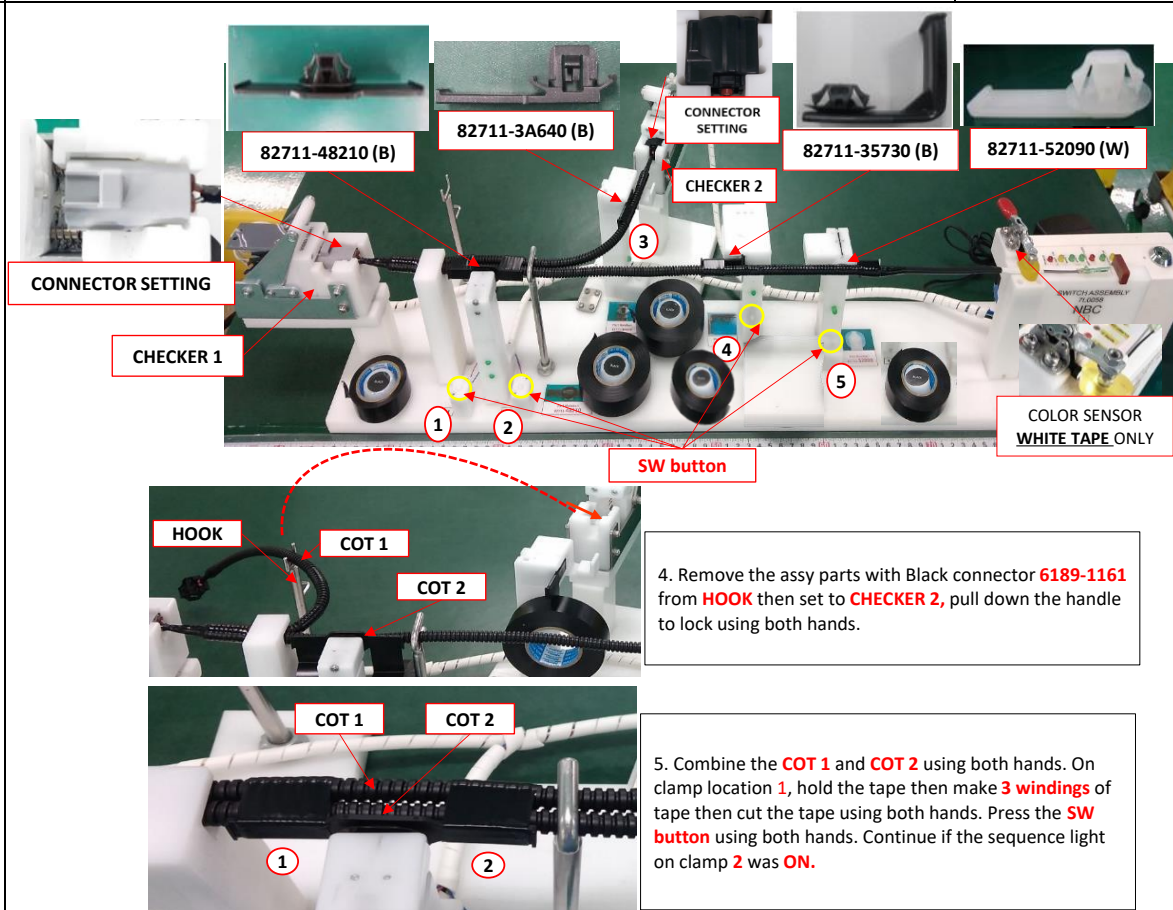 82711-48210 (B)
82711-3A640 (B)
CONNECTOR
SETTING
82711-35730 (B)
82711-52090 (W)
CHECKER 2
CONNECTOR SETTING
CHECKER 1
3
4
5
1
2
SWITCH ASSEMBLY
NBC
COLOR SENSOR
WHITE TAPE ONLY
SW button
HOOK
COT 1
COT 2
4. Remove the assy parts with Black connector 6189-1161
from HOOK then set to CHECKER 2, pull down the handle
to lock using both hands.
COT 1
COT 2
1
2
5. Combine the COT 1 and COT 2 using both hands. On
clamp location 1, hold the tape then make 3 windings of
tape then cut the tape using both hands. Press the SW
button using both hands. Continue if the sequence light
on clamp 2 was ON.